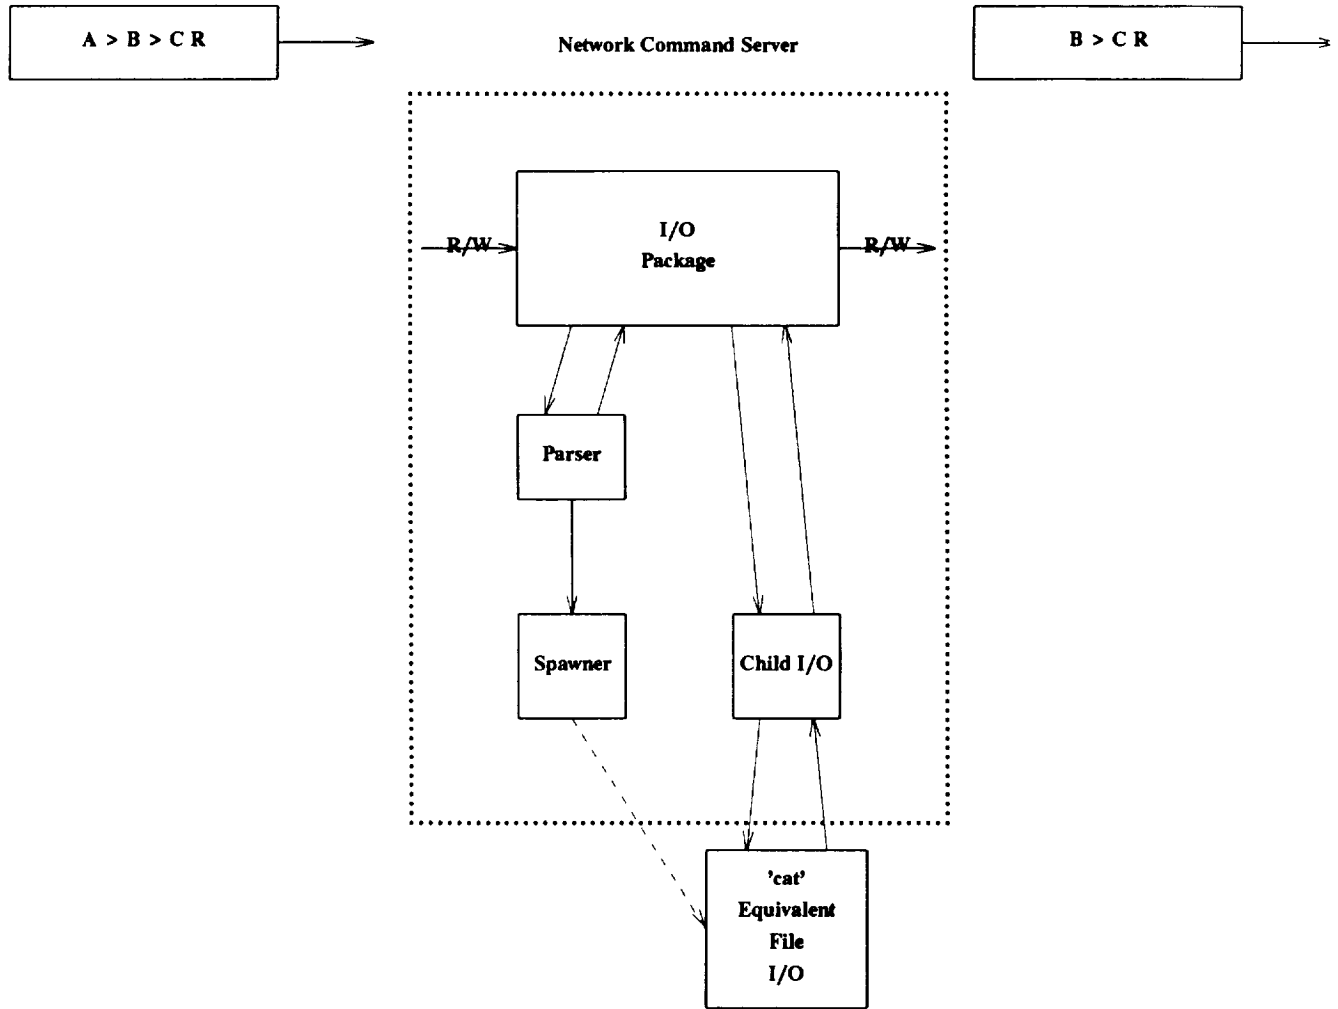 A > B > C R
Network Command Server
B > C R
R/W
I/O
Package
R/W
Parser
Spawner
Child I/O
'cat'
Equivalent
File
I/O